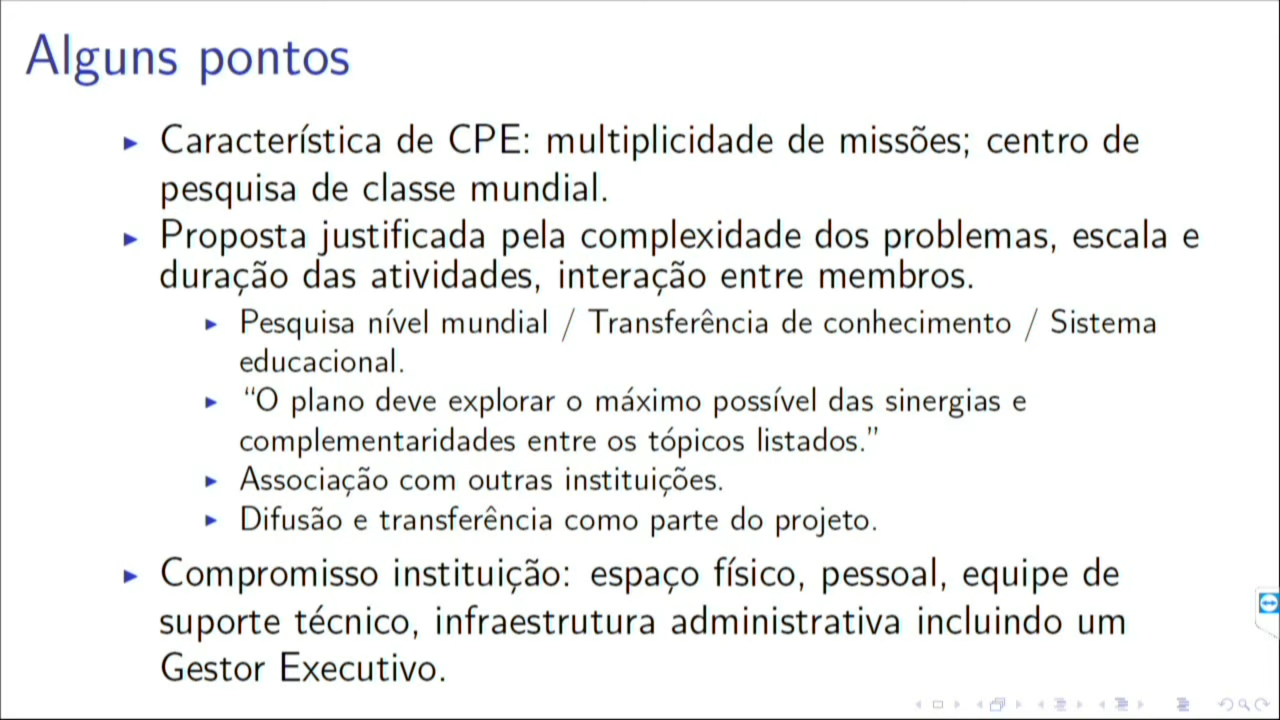 Alguns pontos
Característica de CPE: multiplicidade de missões; centro de
pesquisa de classe mundial.
Proposta justificada pela complexidade dos problemas, escala e
duração das atividades, interação entre membros.
Pesquisa nível mundial / Transferência de conhecimento / Sistema
educacional.
“O plano deve explorar o máximo possível das sinergias e
complementaridades entre os tópicos listados.”
Associação com outras instituições.
Difusão e transferência como parte do projeto.
Compromisso instituição: espaço físico, pessoal, equipe de
suporte técnico, infraestrutura administrativa incluindo um
Gestor Executivo.